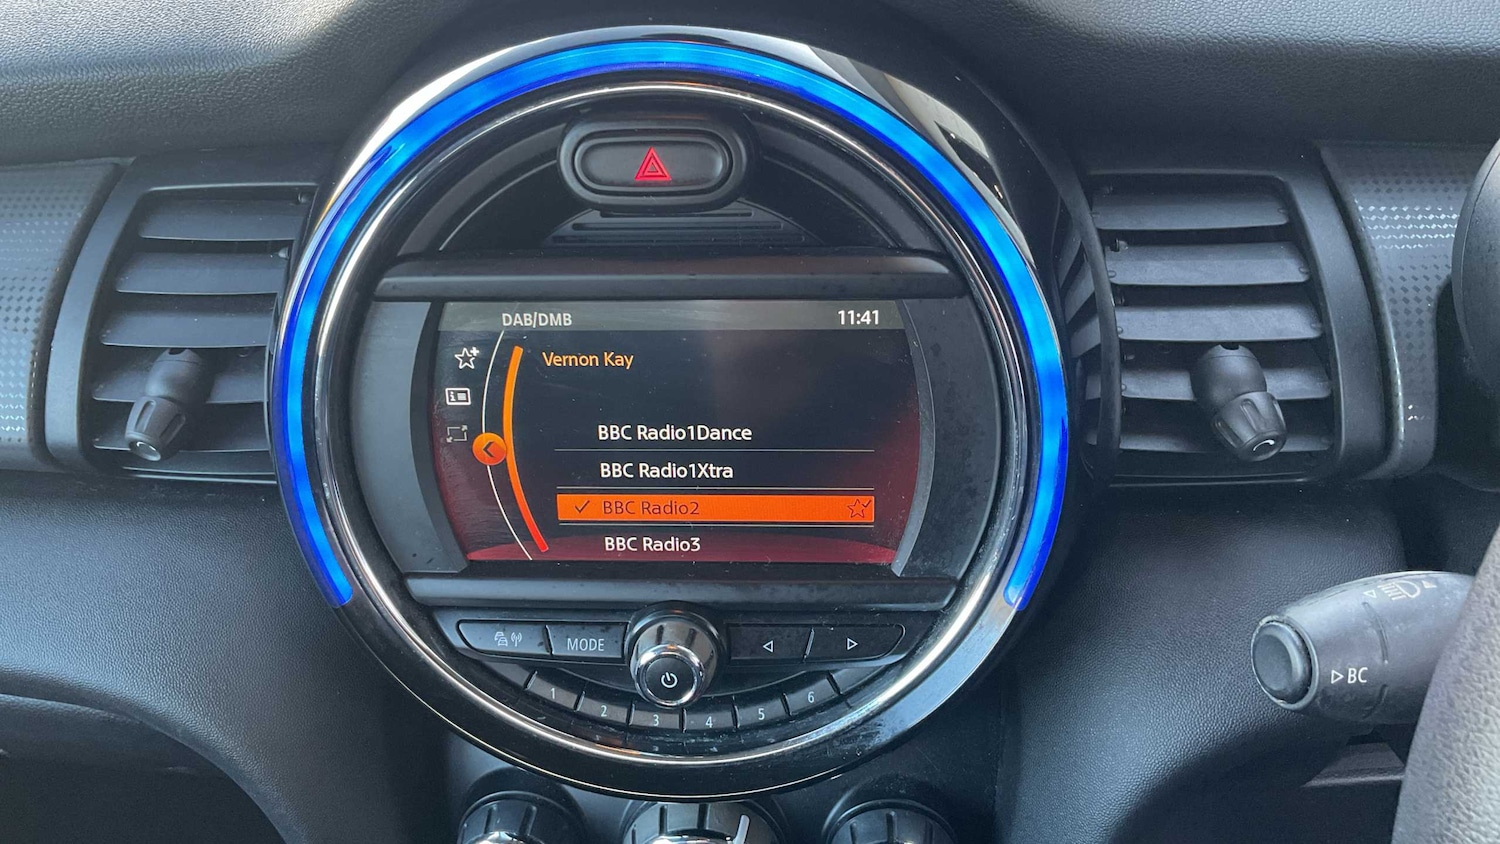 DAB/DMB 11:41
Vernon Kay
BBC Radio1Dance
BBC Radio1Xtra
BBC Radio2
BBC Radio3
MODE
1 2 3 4 5 6
BC